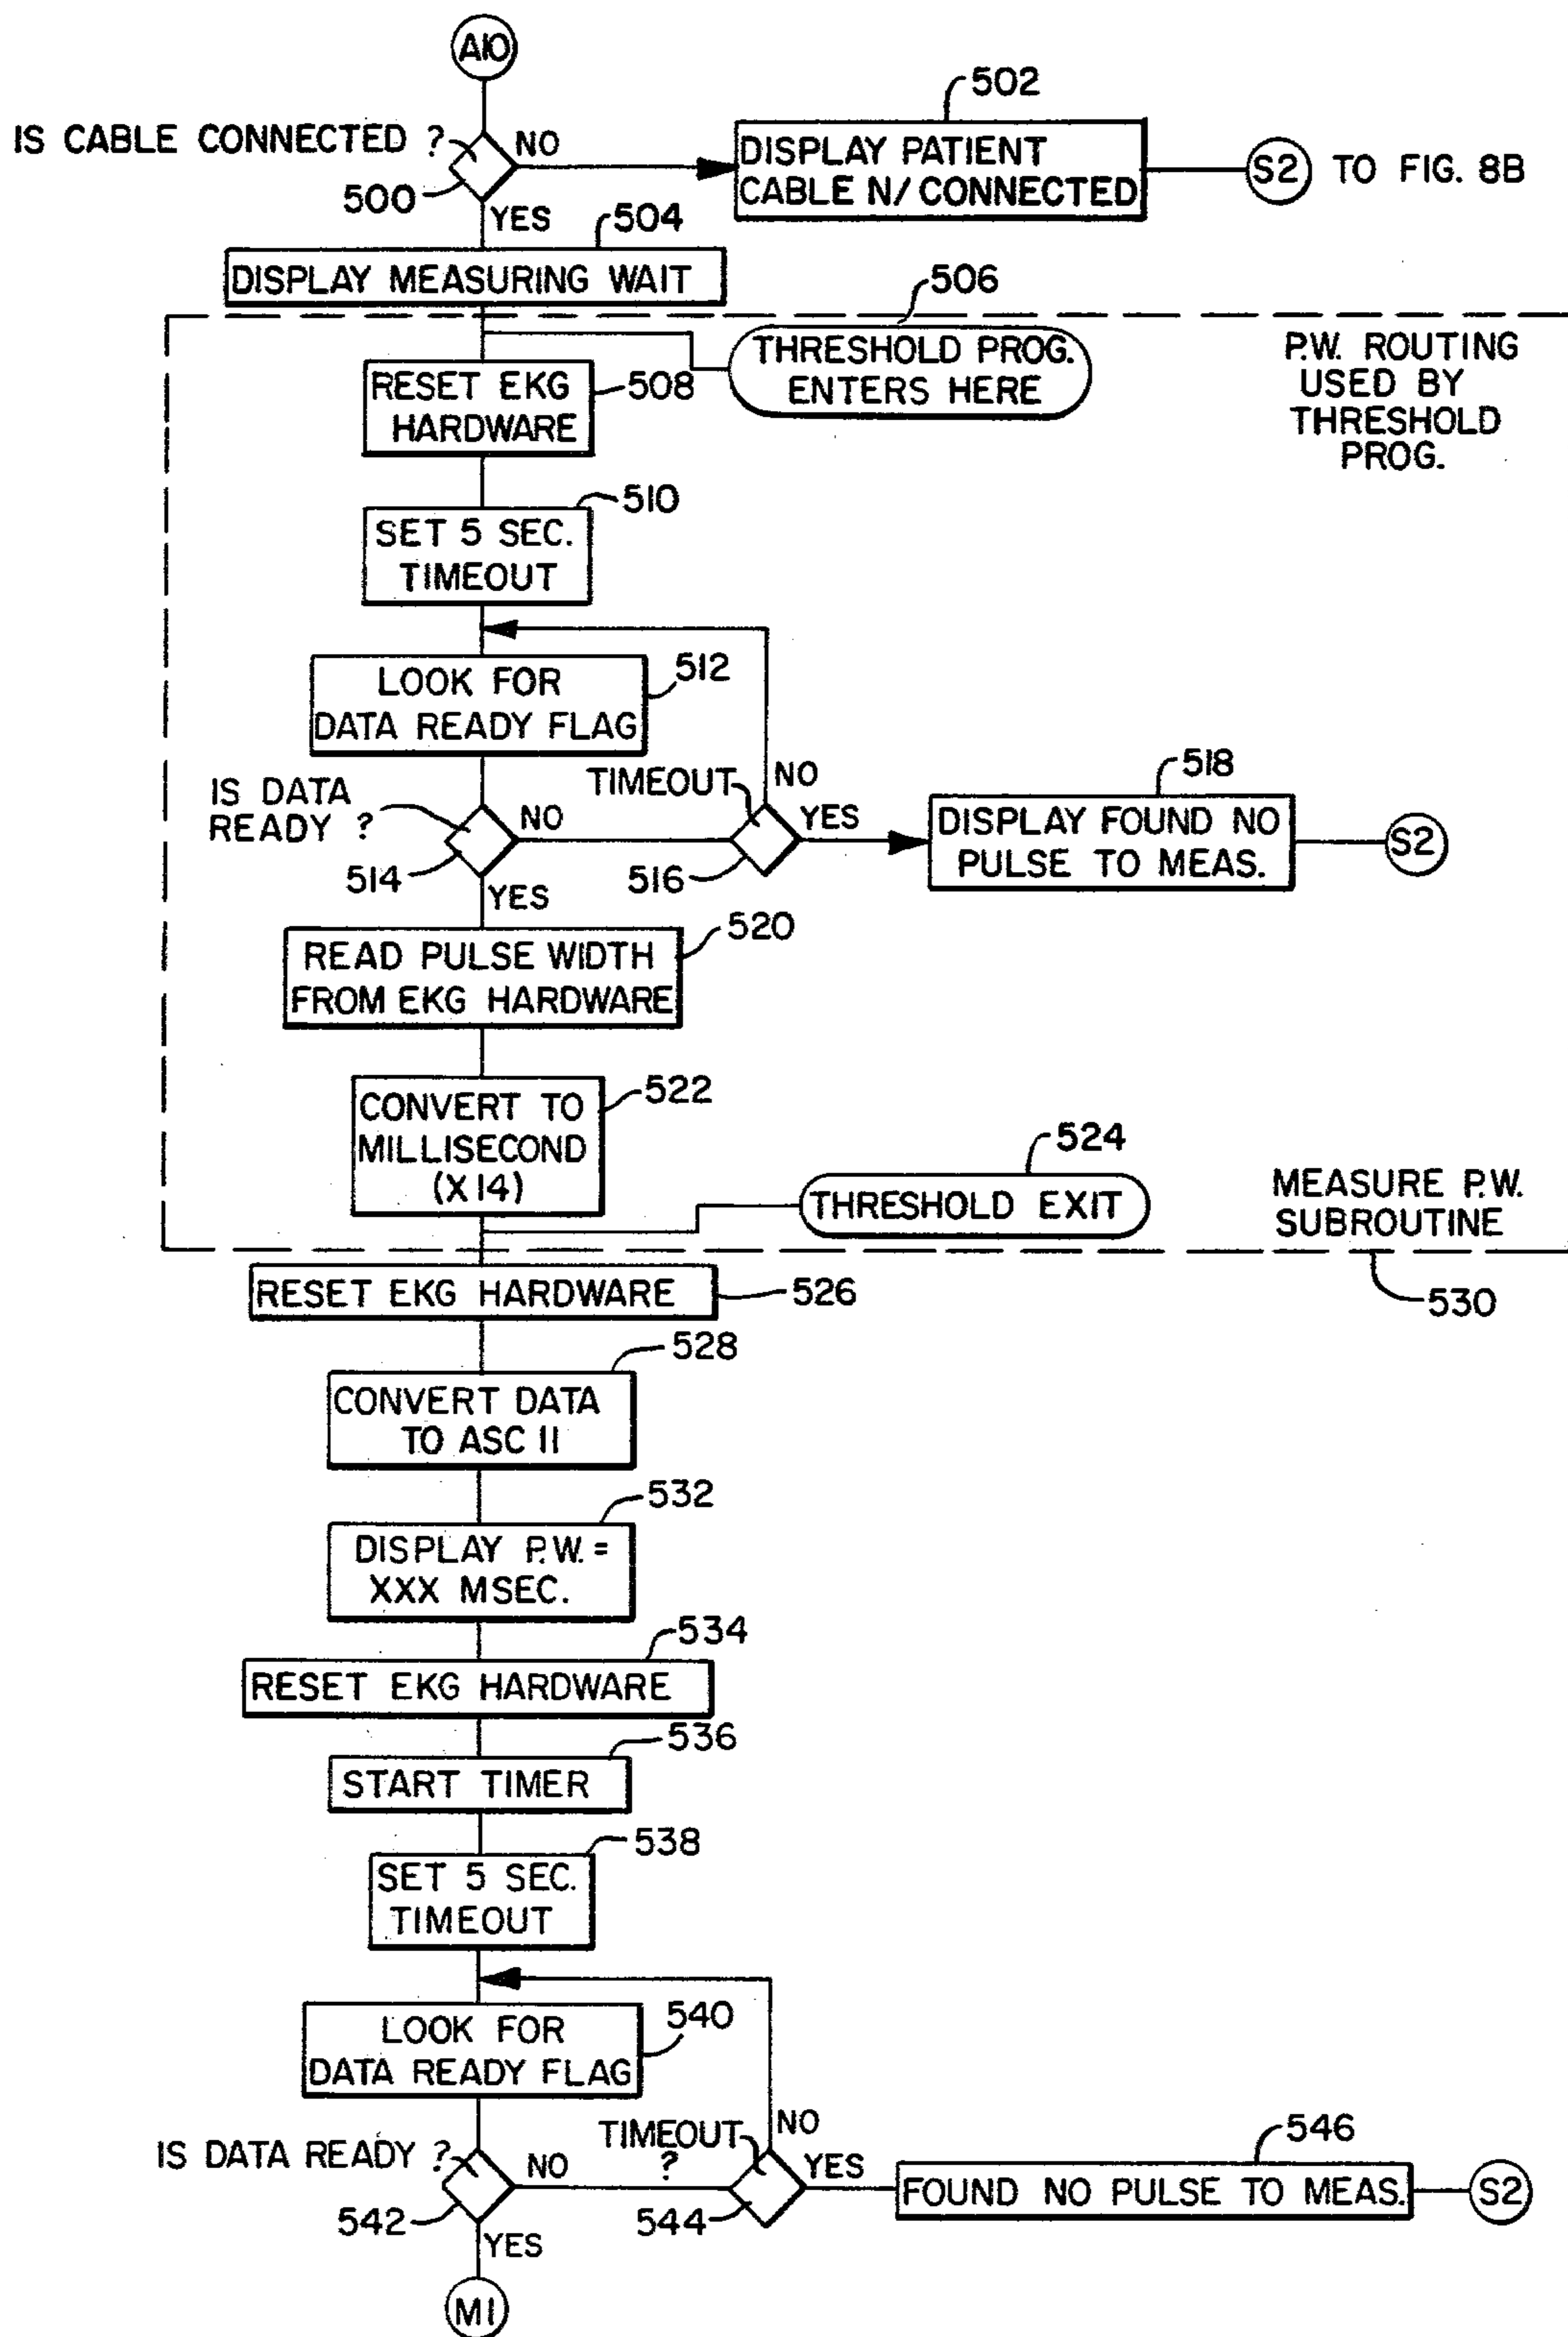 A10
502
IS CABLE CONNECTED ?
NO
DISPLAY PATIENT
CABLE N/CONNECTED
S2
TO FIG. 8B
500
YES
504
DISPLAY MEASURING WAIT
506
THRESHOLD PROG.
ENTERS HERE
P.W. ROUTING
USED BY
THRESHOLD
PROG.
RESET EKG
HARDWARE
508
510
SET 5 SEC.
TIMEOUT
LOOK FOR
DATA READY FLAG
512
IS DATA
READY ?
NO
TIMEOUT
NO
YES
518
DISPLAY FOUND NO
PULSE TO MEAS.
S2
514
516
YES
520
READ PULSE WIDTH
FROM EKG HARDWARE
522
CONVERT TO
MILLISECOND
(X14)
524
THRESHOLD EXIT
MEASURE P.W.
SUBROUTINE
RESET EKG HARDWARE
526
530
528
CONVERT DATA
TO ASC II
532
DISPLAY P.W. =
XXX MSEC.
534
RESET EKG HARDWARE
536
START TIMER
538
SET 5 SEC.
TIMEOUT
540
LOOK FOR
DATA READY FLAG
IS DATA READY ?
NO
TIMEOUT
?
NO
YES
546
FOUND NO PULSE TO MEAS.
S2
542
544
YES
M1